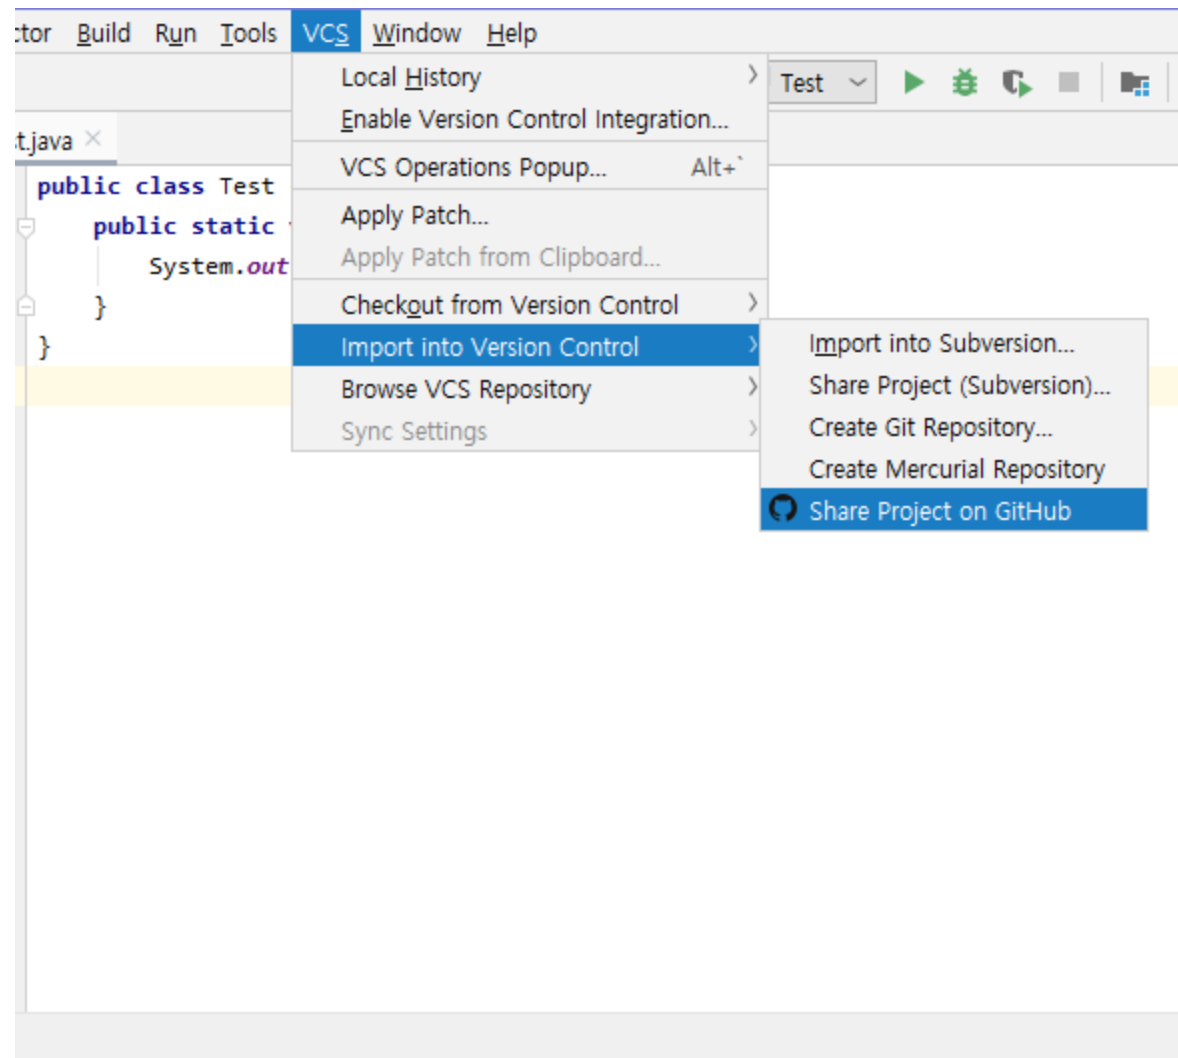 ctor Build Run Tools VCS Window Help
Local History
Test
Enable Version Control Integration...
t.java
VCS Operations Popup... Alt+`
public class Test
public static
Apply Patch...
Apply Patch from Clipboard...
System.out
Checkout from Version Control
}
Import into Version Control
}
Import into Subversion...
Browse VCS Repository
Share Project (Subversion)...
Sync Settings
Create Git Repository...
Create Mercurial Repository
Share Project on GitHub